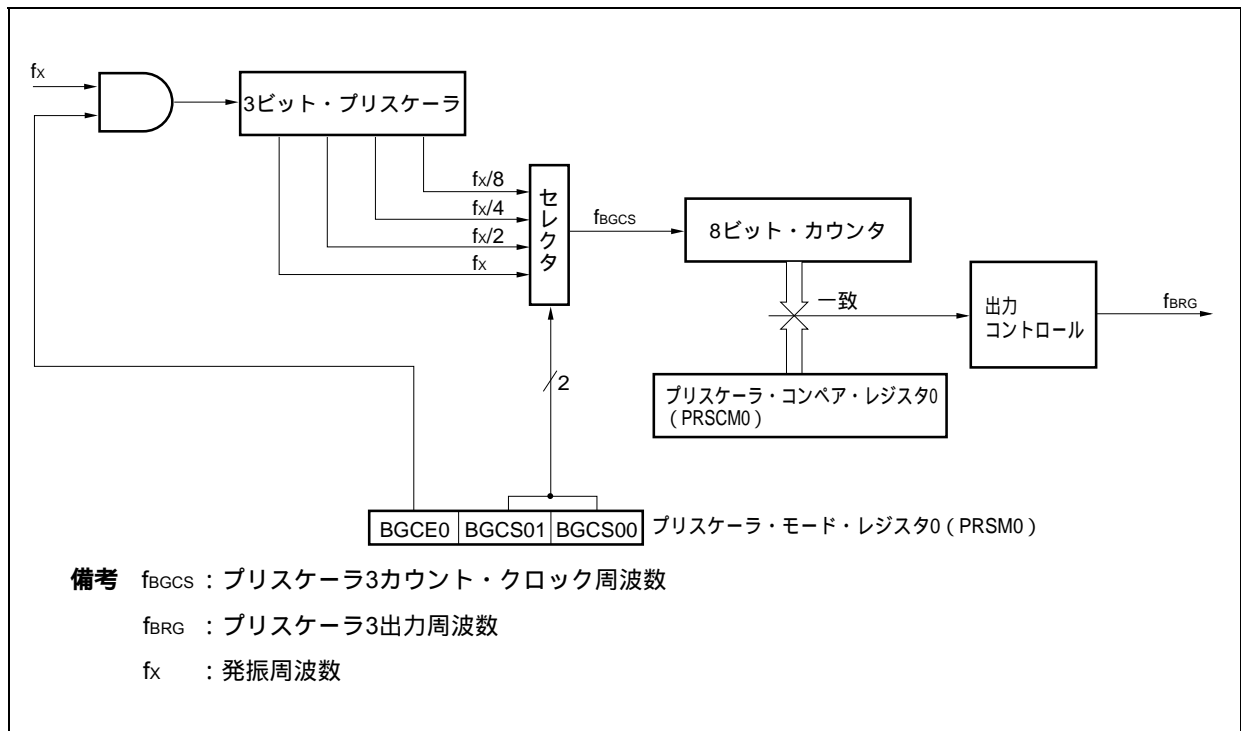 fX
3ビット・プリスケーラ
fX/8
fX/4
fX/2
fX
セレクタ
fBGCS
8ビット・カウンタ
一致
出力
コントロール
fBRG
プリスケーラ・コンペア・レジスタ0
(PRSCM0)
2
BGCE0 BGCS01 BGCS00 プリスケーラ・モード・レジスタ0(PRSM0)
備考 fBGCS:プリスケーラ3カウント・クロック周波数
fBRG :プリスケーラ3出力周波数
fX :発振周波数